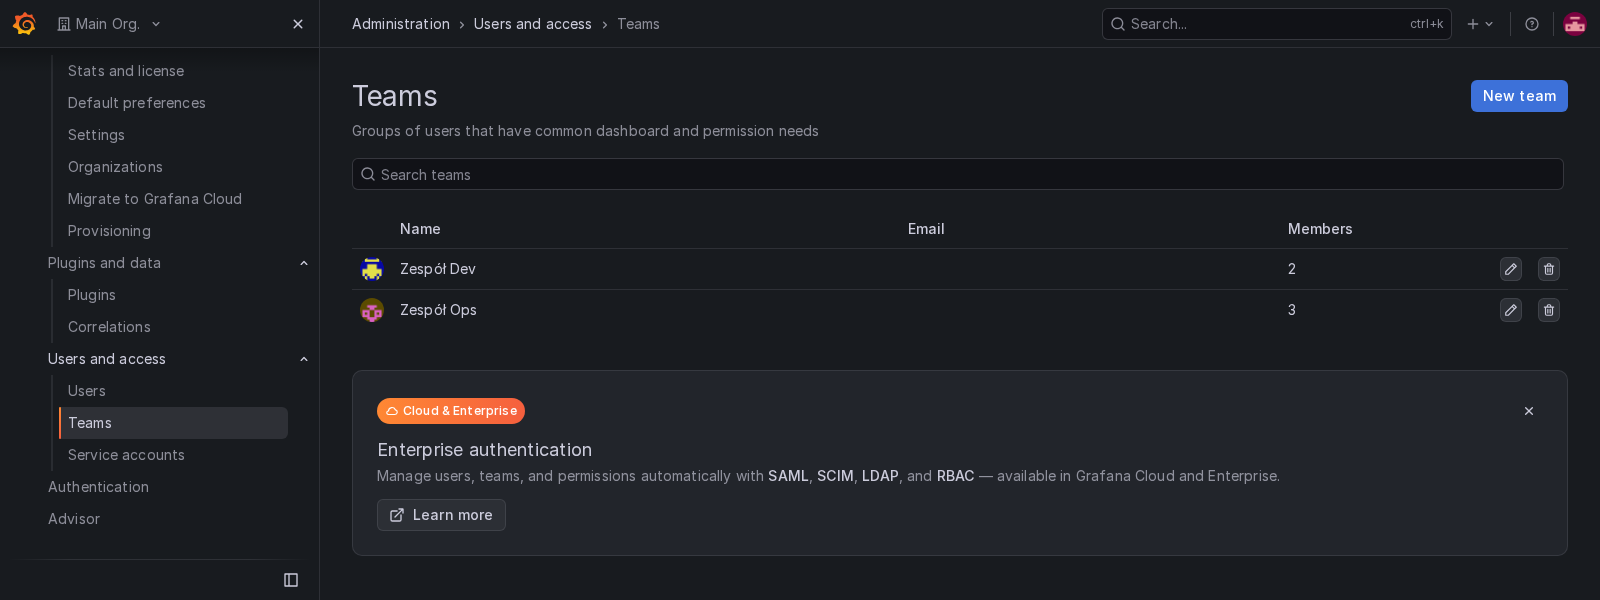 Main Org.
Administration > Users and access > Teams
Search...
ctrl+k
Stats and license
Default preferences
Settings
Organizations
Migrate to Grafana Cloud
Provisioning
Plugins and data
Plugins
Correlations
Users and access
Users
Teams
Service accounts
Authentication
Advisor
Teams
New team
Groups of users that have common dashboard and permission needs
Search teams
Name Email Members
Zespół Dev 2
Zespół Ops 3
Cloud & Enterprise
Enterprise authentication
Manage users, teams, and permissions automatically with SAML, SCIM, LDAP, and RBAC — available in Grafana Cloud and Enterprise.
Learn more